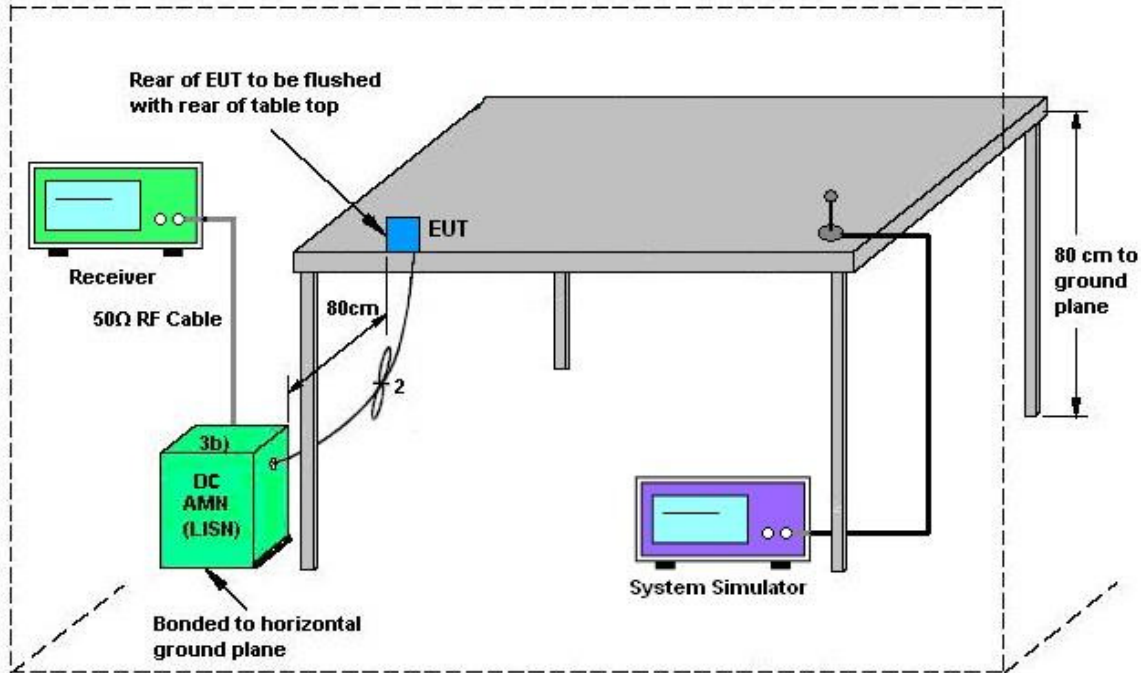 Rear of EUT to be flushed
with rear of table top
EUT
Receiver
80cm
80 cm to
ground
plane
50Ω RF Cable
2
3b)
DC
AMN
(LISN)
System Simulator
Bonded to horizontal
ground plane